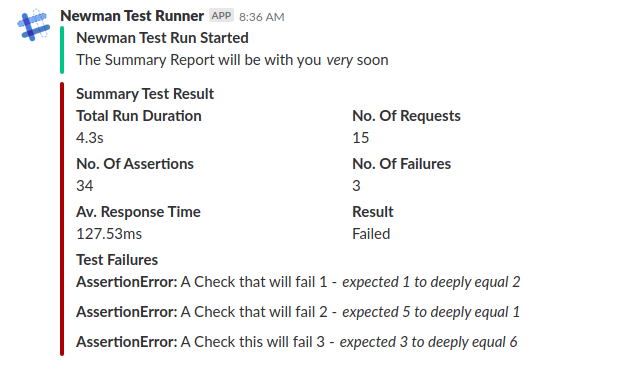 Newman Test Runner APP 8:36 AM
Newman Test Run Started
The Summary Report will be with you very soon
Summary Test Result
Total Run Duration No. Of Requests
4.3s 15
No. Of Assertions No. Of Failures
34 3
Av. Response Time Result
127.53ms Failed
Test Failures
AssertionError: A Check that will fail 1 - expected 1 to deeply equal 2
AssertionError: A Check that will fail 2 - expected 5 to deeply equal 1
AssertionError: A Check this will fail 3 - expected 3 to deeply equal 6